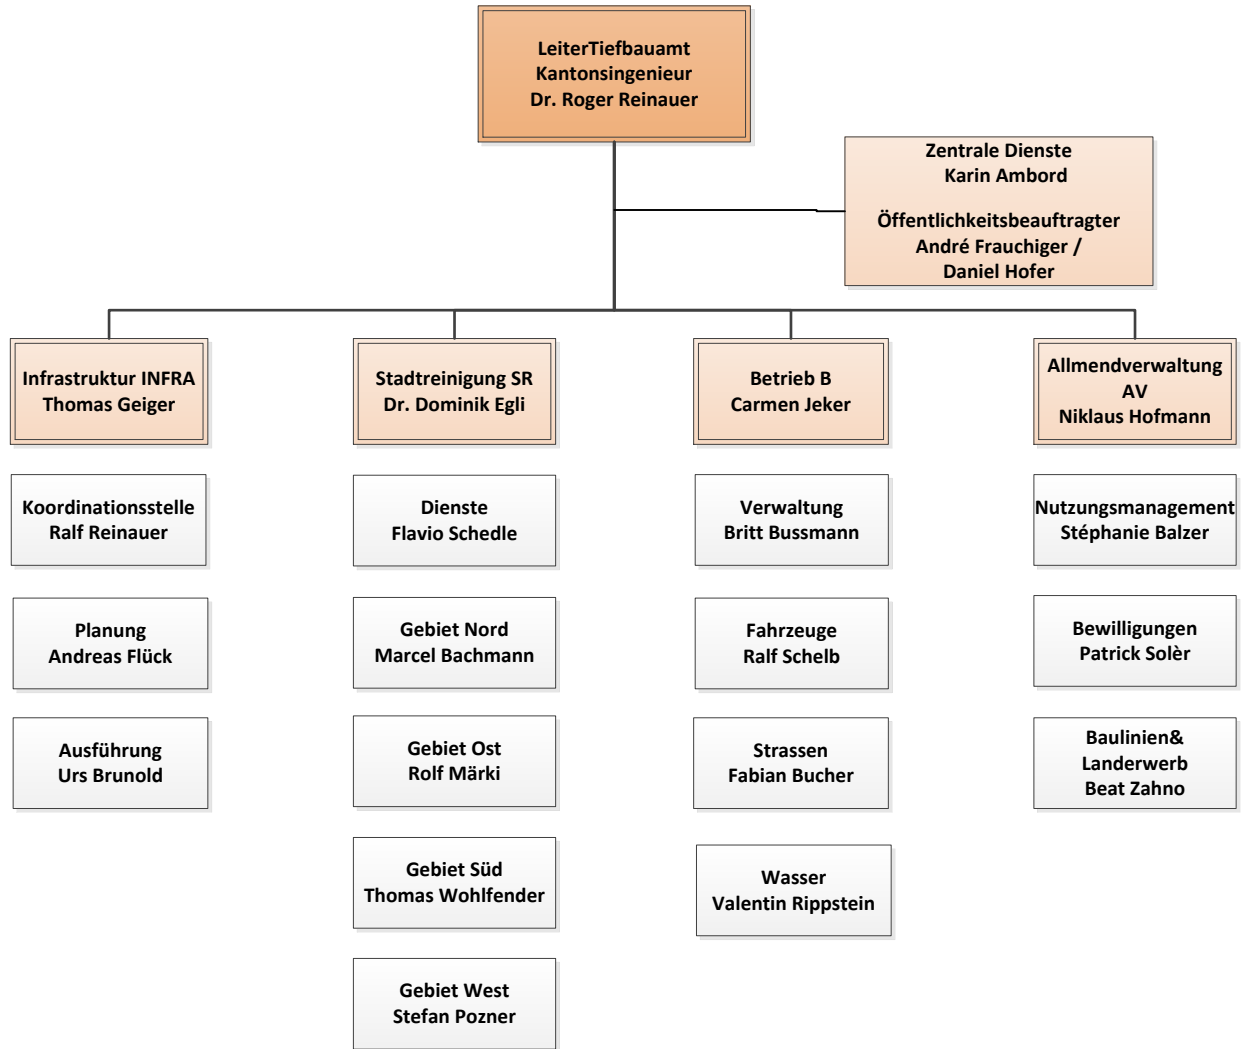 LeiterTiefbauamt
Kantonsingenieur
Dr. Roger Reinauer
Zentrale Dienste
Karin Ambord
Öffentlichkeitsbeauftragter
André Frauchiger /
Daniel Hofer
Infrastruktur INFRA
Thomas Geiger
Stadtreinigung SR
Dr. Dominik Egli
Betrieb B
Carmen Jeker
Allmendverwaltung
AV
Niklaus Hofmann
Koordinationsstelle
Ralf Reinauer
Dienste
Flavio Schedle
Verwaltung
Britt Bussmann
Nutzungsmanagement
Stéphanie Balzer
Planung
Andreas Flück
Gebiet Nord
Marcel Bachmann
Fahrzeuge
Ralf Schelb
Bewilligungen
Patrick Solèr
Ausführung
Urs Brunold
Gebiet Ost
Rolf Märki
Strassen
Fabian Bucher
Baulinien&
Landerwerb
Beat Zahno
Gebiet Süd
Thomas Wohlfender
Wasser
Valentin Rippstein
Gebiet West
Stefan Pozner